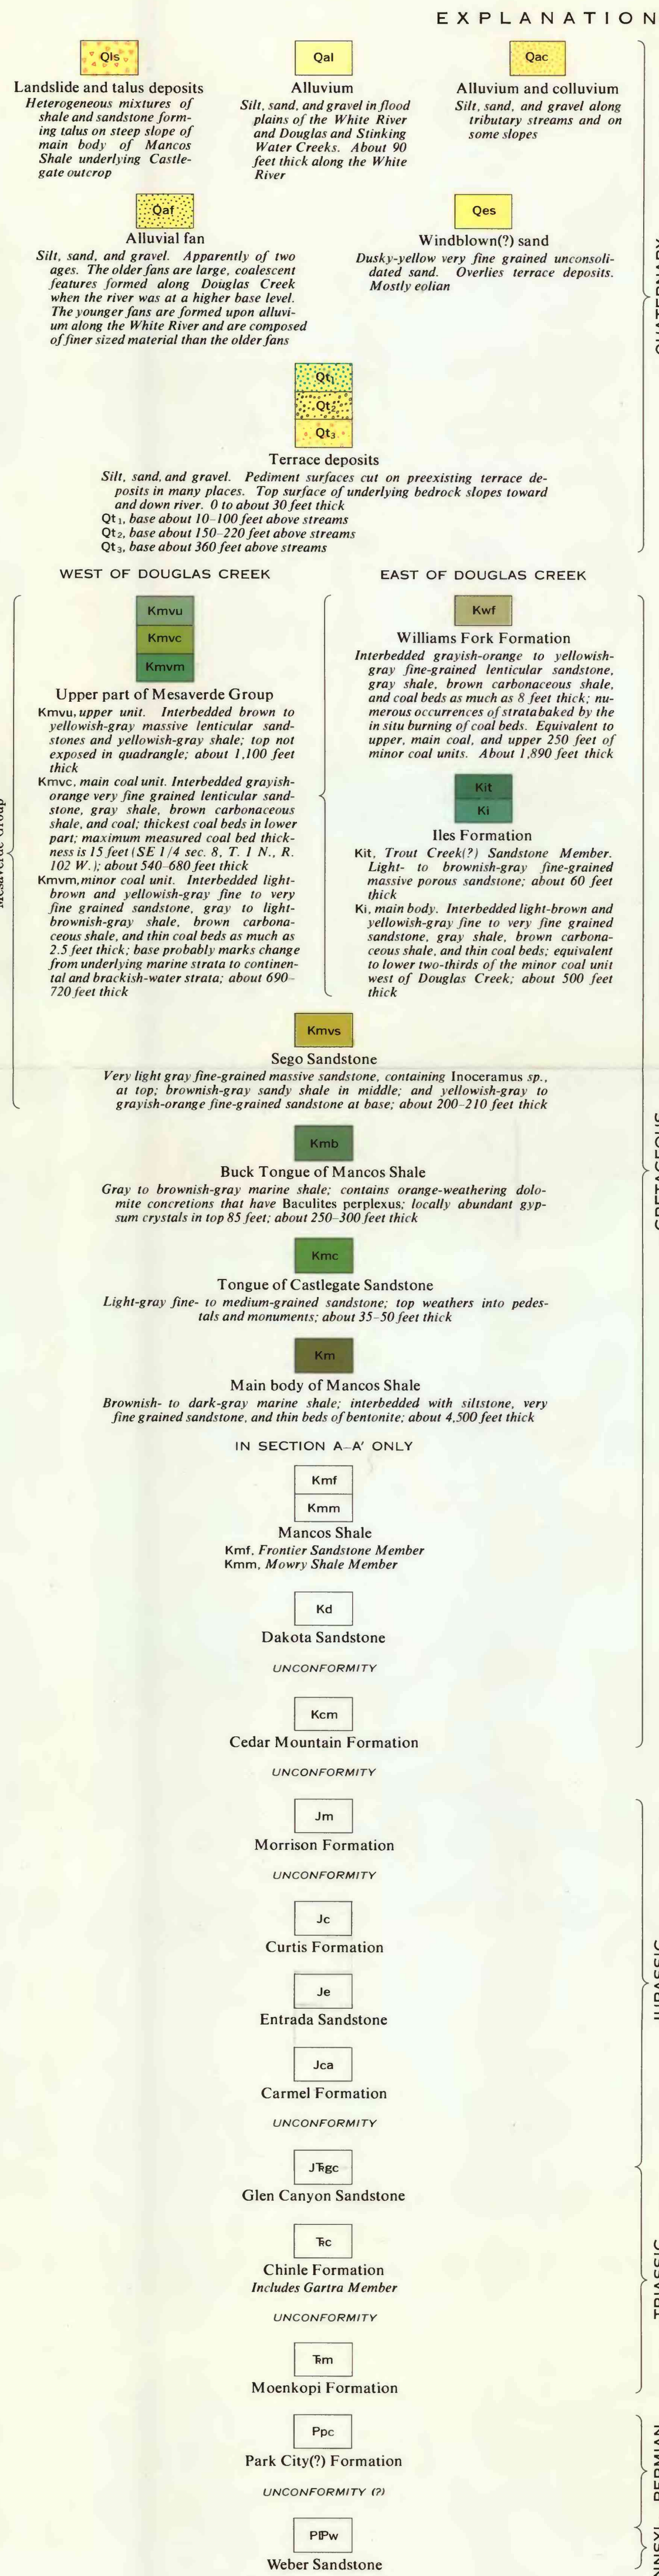 EXPLANATION
Qls
Landslide and talus deposits
Heterogeneous mixtures of
shale and sandstone form-
ing talus on steep slope of
main body of Mancos
Shale underlying Castle-
gate outcrop
Qal
Alluvium
Silt, sand, and gravel in flood
plains of the White River
and Douglas and Stinking
Water Creeks. About 90
feet thick along the White
River
Qac
Alluvium and colluvium
Silt, sand, and gravel along
tributary streams and on
some slopes
Qaf
Alluvial fan
Silt, sand, and gravel. Apparently of two
ages. The older fans are large, coalescent
features formed along Douglas Creek
when the river was at a higher base level.
The younger fans are formed upon alluvi-
um along the White River and are composed
of finer sized material than the older fans
Qes
Windblown(?) sand
Dusky-yellow very fine grained unconsoli-
dated sand. Overlies terrace deposits.
Mostly eolian
Qt1
Qt2
Qt3
Terrace deposits
Silt, sand, and gravel. Pediment surfaces cut on preexisting terrace de-
posits in many places. Top surface of underlying bedrock slopes toward
and down river. 0 to about 30 feet thick
Qt1, base about 10–100 feet above streams
Qt2, base about 150–220 feet above streams
Qt3, base about 360 feet above streams
WEST OF DOUGLAS CREEK
Kmvu
Kmvc
Kmvm
Upper part of Mesaverde Group
Kmvu, upper unit. Interbedded brown to
yellowish-gray massive lenticular sand-
stones and yellowish-gray shale; top not
exposed in quadrangle; about 1,100 feet
thick
Kmvc, main coal unit. Interbedded grayish-
orange very fine grained lenticular sand-
stone, gray shale, brown carbonaceous
shale, and coal; thickest coal beds in lower
part; maximum measured coal bed thick-
ness is 15 feet (SE 1/4 sec. 8, T. 1 N., R.
102 W.); about 540–680 feet thick
Kmvm, minor coal unit. Interbedded light-
brown and yellowish-gray fine to very
fine grained sandstone, gray to light-
brownish-gray shale, brown carbona-
ceous shale, and thin coal beds as much as
2.5 feet thick; base probably marks change
from underlying marine strata to continen-
tal and brackish-water strata; about 690–
720 feet thick
EAST OF DOUGLAS CREEK
Kwf
Williams Fork Formation
Interbedded grayish-orange to yellowish-
gray fine-grained lenticular sandstone,
gray shale, brown carbonaceous shale,
and coal beds as much as 8 feet thick; nu-
merous occurrences of strata baked by the
in situ burning of coal beds. Equivalent to
upper, main coal, and upper 250 feet of
minor coal units. About 1,890 feet thick
Kit
Ki
Iles Formation
Kit, Trout Creek(?) Sandstone Member.
Light- to brownish-gray fine-grained
massive porous sandstone; about 60 feet
thick
Ki, main body. Interbedded light-brown and
yellowish-gray fine to very fine grained
sandstone, gray shale, brown carbona-
ceous shale, and thin coal beds; equivalent
to lower two-thirds of the minor coal unit
west of Douglas Creek; about 500 feet
thick
Kmvs
Sego Sandstone
Very light gray fine-grained massive sandstone, containing Inoceramus sp.,
at top; brownish-gray sandy shale in middle; and yellowish-gray to
grayish-orange fine-grained sandstone at base; about 200–210 feet thick
Kmb
Buck Tongue of Mancos Shale
Gray to brownish-gray marine shale; contains orange-weathering dolo-
mite concretions that have Baculites perplexus; locally abundant gyp-
sum crystals in top 85 feet; about 250–300 feet thick
Kmc
Tongue of Castlegate Sandstone
Light-gray fine- to medium-grained sandstone; top weathers into pedes-
tals and monuments; about 35–50 feet thick
Km
Main body of Mancos Shale
Brownish- to dark-gray marine shale; interbedded with siltstone, very
fine grained sandstone, and thin beds of bentonite; about 4,500 feet thick
IN SECTION A–A′ ONLY
Kmf
Kmm
Mancos Shale
Kmf, Frontier Sandstone Member
Kmm, Mowry Shale Member
Kd
Dakota Sandstone
UNCONFORMITY
Kcm
Cedar Mountain Formation
UNCONFORMITY
Jm
Morrison Formation
UNCONFORMITY
Jc
Curtis Formation
Je
Entrada Sandstone
Jca
Carmel Formation
UNCONFORMITY
JTRgc
Glen Canyon Sandstone
TRc
Chinle Formation
Includes Gartra Member
UNCONFORMITY
TRm
Moenkopi Formation
Ppc
Park City(?) Formation
UNCONFORMITY (?)
PIPw
Weber Sandstone